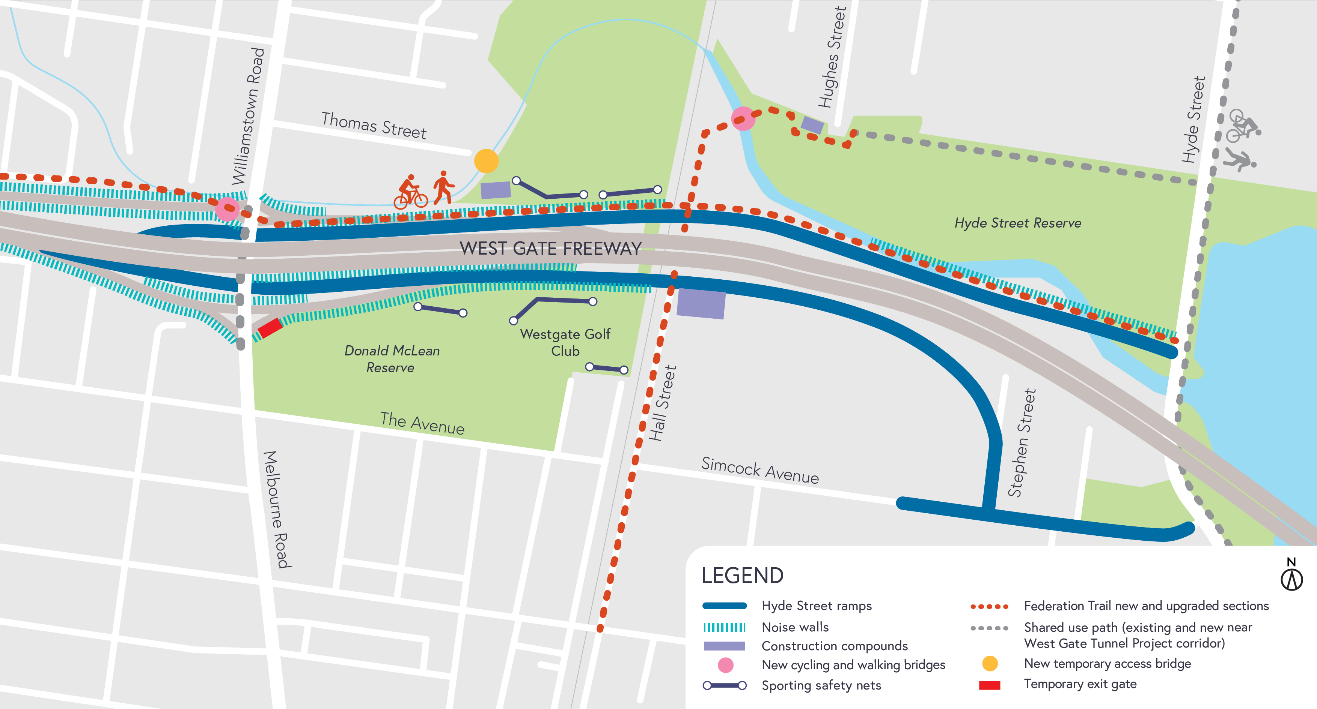 Hughes Street
Williamstown Road
Hyde Street
Thomas Street
Hyde Street Reserve
WEST GATE FREEWAY
Westgate Golf
Club
Donald McLean
Reserve
The Avenue
Hall Street
Stephen Street
Simcock Avenue
Melbourne Road
LEGEND
Hyde Street ramps
Noise walls
Construction compounds
New cycling and walking bridges
Sporting safety nets
Federation Trail new and upgraded sections
Shared use path (existing and new near
West Gate Tunnel Project corridor)
New temporary access bridge
Temporary exit gate
N